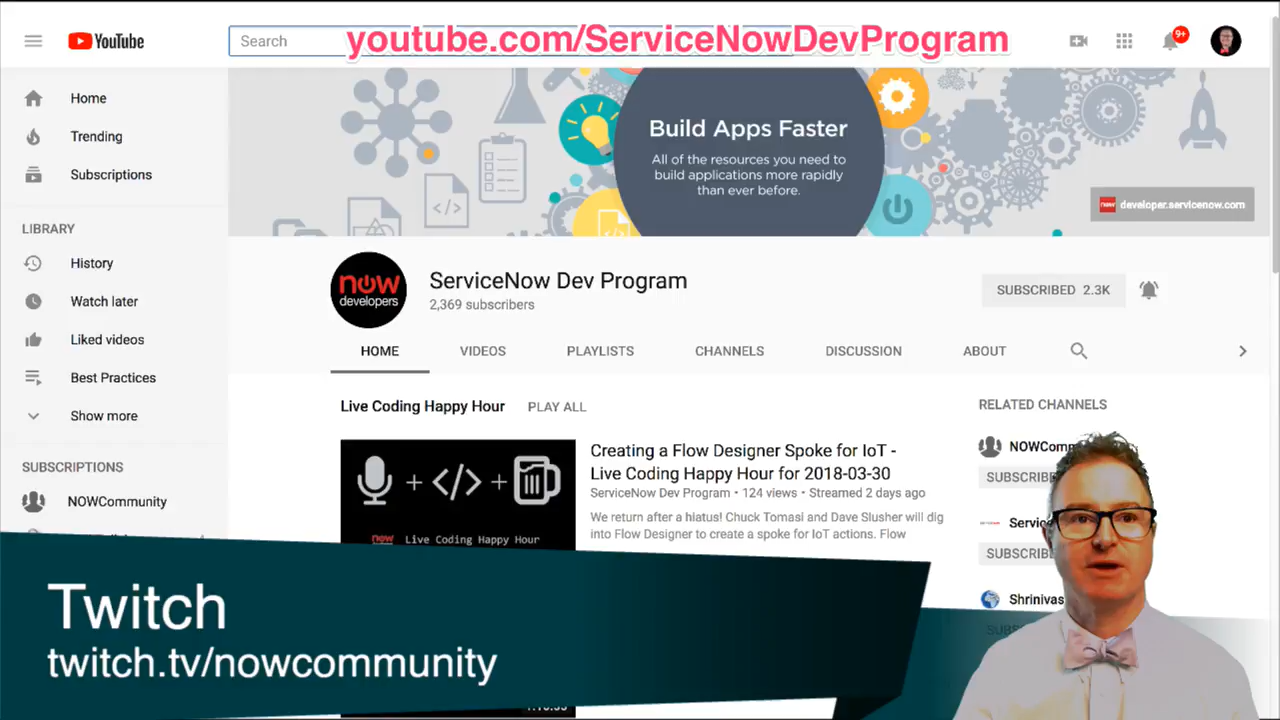 YouTube
Search
youtube.com/ServiceNowDevProgram
9+
Home
Trending
Subscriptions
LIBRARY
History
Watch later
Liked videos
Best Practices
Show more
SUBSCRIPTIONS
NOWCommunity
Build Apps Faster
All of the resources you need to
build applications more rapidly
than ever before.
</>
now developer.servicenow.com
now
developers
ServiceNow Dev Program
2,369 subscribers
SUBSCRIBED 2.3K
HOME
VIDEOS
PLAYLISTS
CHANNELS
DISCUSSION
ABOUT
Live Coding Happy Hour
PLAY ALL
+ </> +
now Live Coding Happy Hour
Creating a Flow Designer Spoke for IoT -
Live Coding Happy Hour for 2018-03-30
ServiceNow Dev Program • 124 views • Streamed 2 days ago
We return after a hiatus! Chuck Tomasi and Dave Slusher will dig
into Flow Designer to create a spoke for IoT actions. Flow
RELATED CHANNELS
NOWComm
SUBSCRIBE
Service
SUBSCRIBE
Shrinivas
Twitch
twitch.tv/nowcommunity